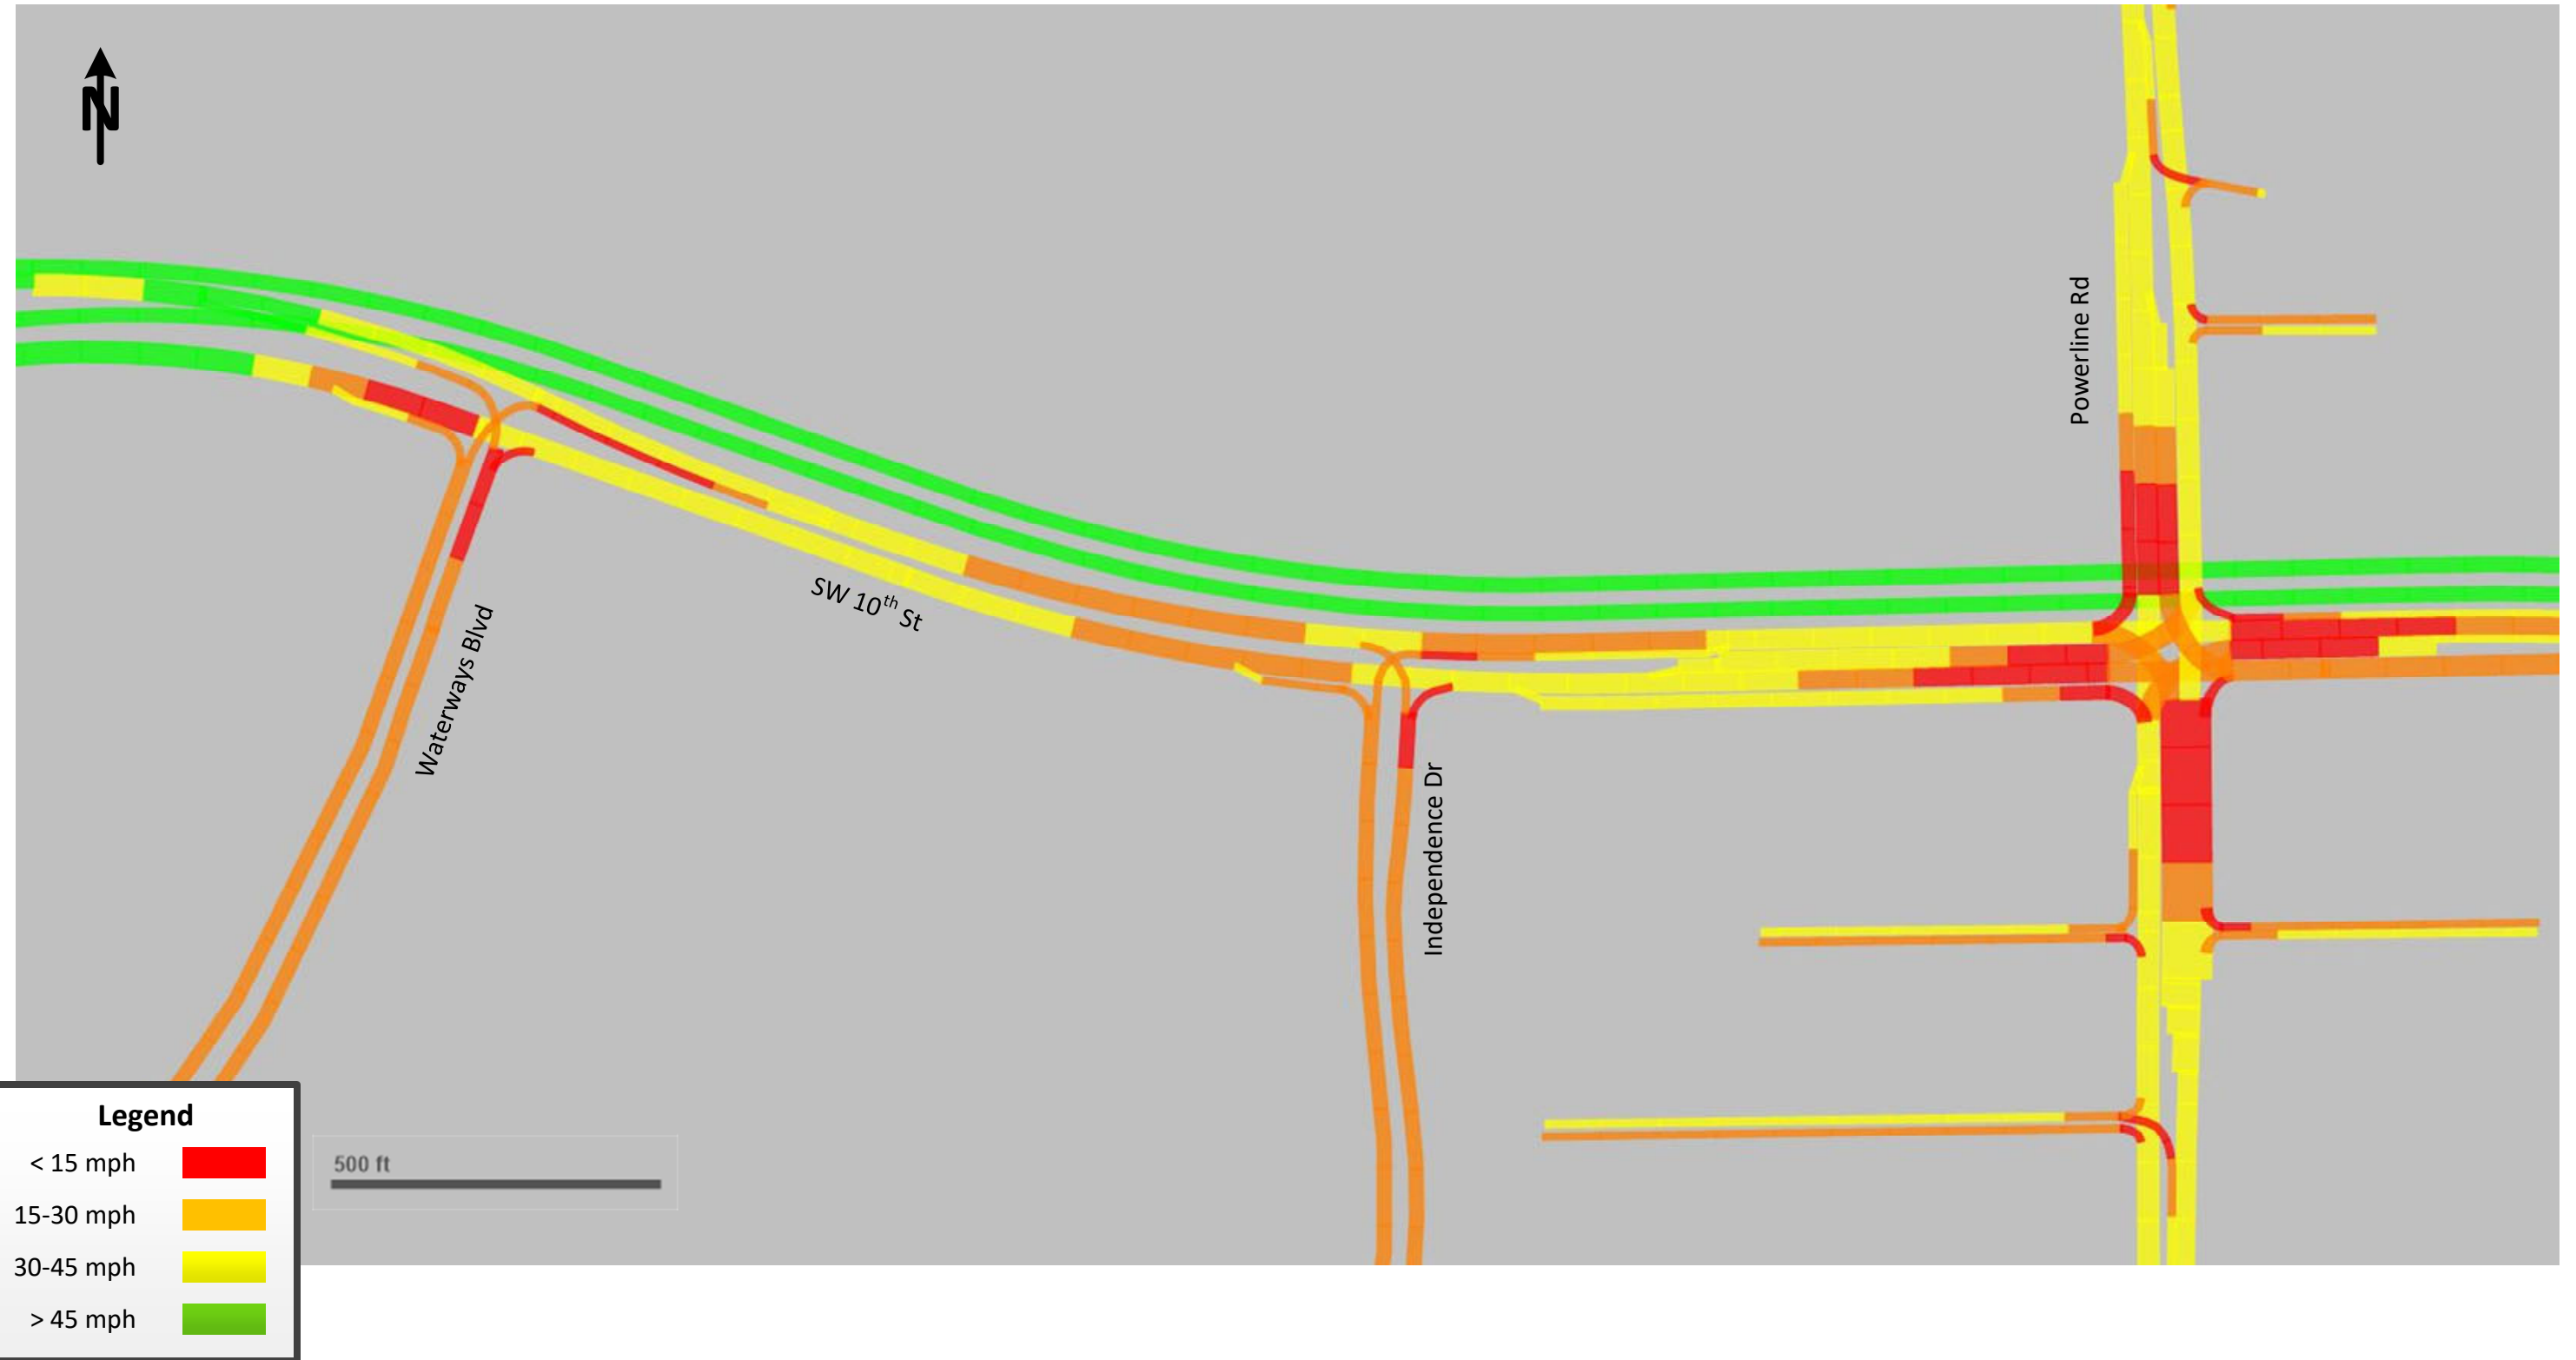 N
Powerline Rd
SW 10th St
Waterways Blvd
Independence Dr
Legend
< 15 mph
15-30 mph
30-45 mph
> 45 mph
500 ft